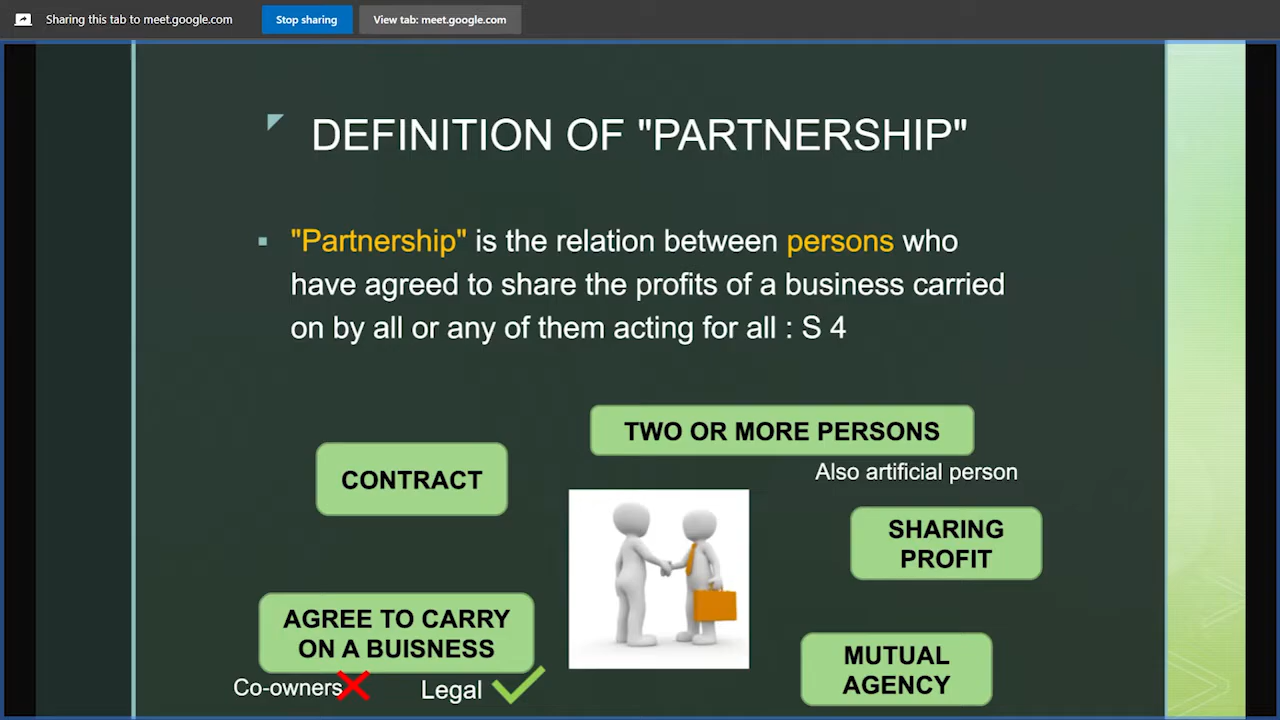 Sharing this tab to meet.google.com
Stop sharing
View tab: meet.google.com
DEFINITION OF "PARTNERSHIP"
"Partnership" is the relation between persons who
have agreed to share the profits of a business carried
on by all or any of them acting for all : S 4
TWO OR MORE PERSONS
Also artificial person
CONTRACT
SHARING
PROFIT
AGREE TO CARRY
ON A BUISNESS
Co-owners
Legal
MUTUAL
AGENCY